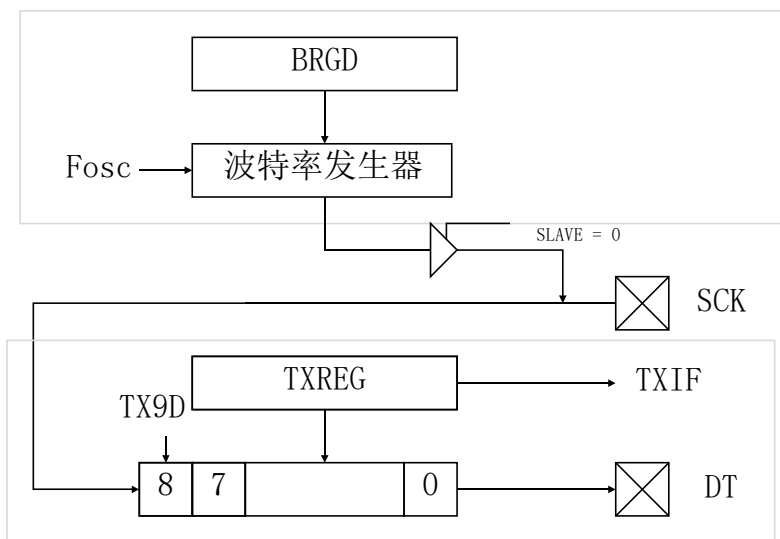 BRGD
Fosc
波特率发生器
SLAVE = 0
SCK
TXREG
TXIF
TX9D
8
7
0
DT